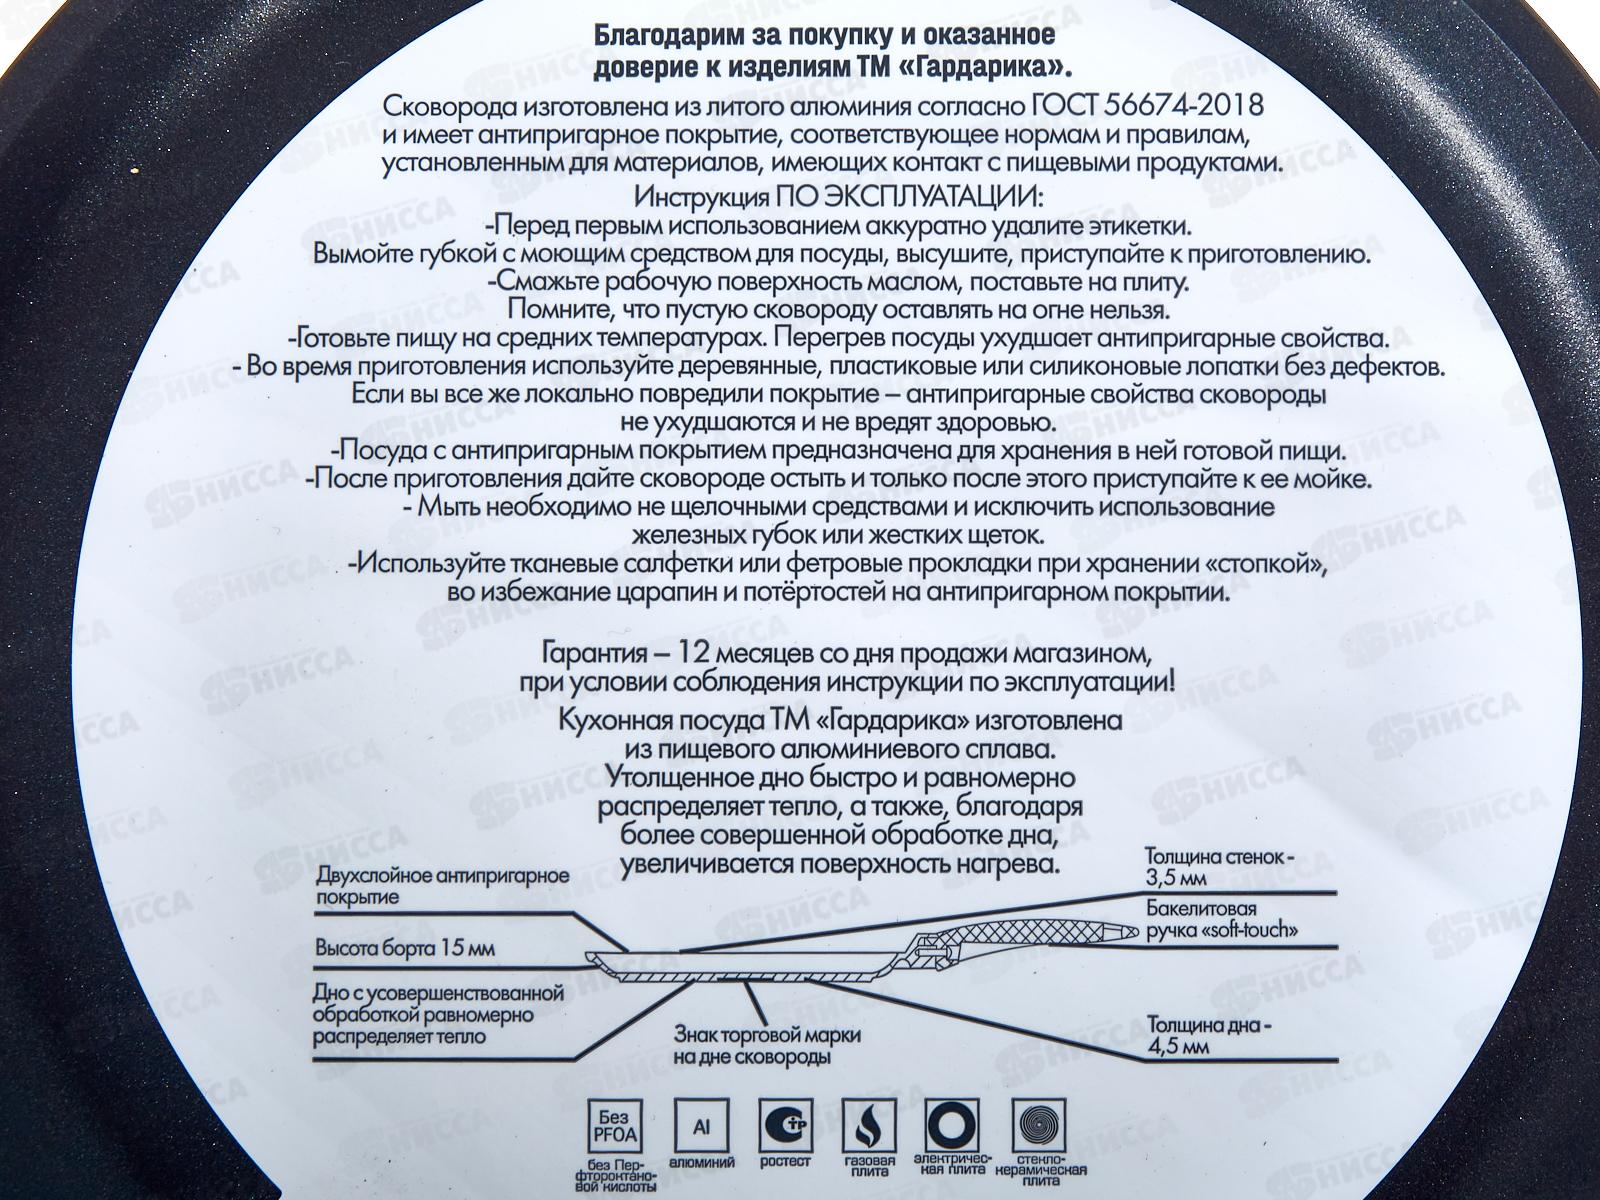 Благодарим за покупку и оказанное
доверие к изделиям ТМ «Гардарика».
Сковорода изготовлена из литого алюминия согласно ГОСТ 56674-2018
и имеет антипригарное покрытие, соответствующее нормам и правилам,
установленным для материалов, имеющих контакт с пищевыми продуктами.
Инструкция ПО ЭКСПЛУАТАЦИИ:
-Перед первым использованием аккуратно удалите этикетки.
Вымойте губкой с моющим средством для посуды, высушите, приступайте к приготовлению.
-Смажьте рабочую поверхность маслом, поставьте на плиту.
Помните, что пустую сковороду оставлять на огне нельзя.
-Готовьте пищу на средних температурах. Перегрев посуды ухудшает антипригарные свойства.
- Во время приготовления используйте деревянные, пластиковые или силиконовые лопатки без дефектов.
Если вы все же локально повредили покрытие – антипригарные свойства сковороды
не ухудшаются и не вредят здоровью.
-Посуда с антипригарным покрытием предназначена для хранения в ней готовой пищи.
-После приготовления дайте сковороде остыть и только после этого приступайте к ее мойке.
- Мыть необходимо не щелочными средствами и исключить использование
железных губок или жестких щеток.
-Используйте тканевые салфетки или фетровые прокладки при хранении «стопкой»,
во избежание царапин и потёртостей на антипригарном покрытии.
Гарантия – 12 месяцев со дня продажи магазином,
при условии соблюдения инструкции по эксплуатации!
Кухонная посуда ТМ «Гардарика» изготовлена
из пищевого алюминиевого сплава.
Утолщенное дно быстро и равномерно
распределяет тепло, а также, благодаря
более совершенной обработке дна,
увеличивается поверхность нагрева.
Двухслойное антипригарное
покрытие
Высота борта 15 мм
Дно с усовершенствованной
обработкой равномерно
распределяет тепло
Знак торговой марки
на дне сковороды
Толщина стенок -
3,5 мм
Бакелитовая
ручка «soft-touch»
Толщина дна -
4,5 мм
Без
PFOA
без Пер-
фтороктано-
вой кислоты
Al
алюминий
ростест
газовая
плита
электричес-
кая плита
стекло-
керамическая
плита
НИССА